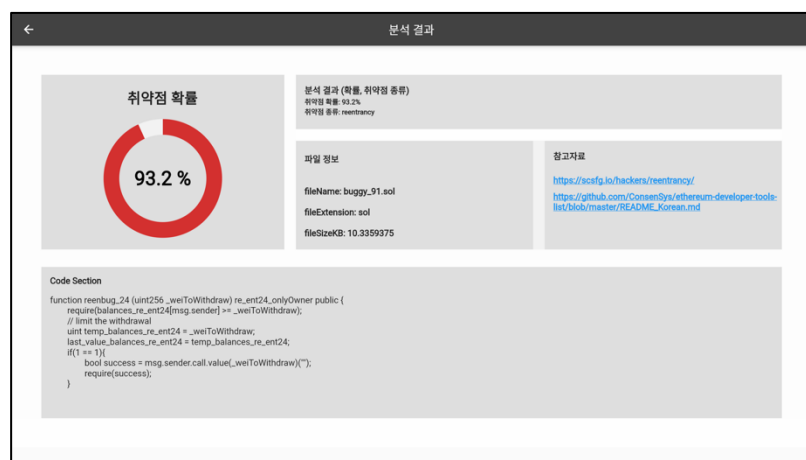 분석 결과
취약점 확률
93.2 %
분석 결과 (확률, 취약점 종류)
취약점 확률: 93.2%
취약점 종류: reentrancy
파일 정보
fileName: buggy_91.sol
fileExtension: sol
fileSizeKB: 10.3359375
참고자료
https://scsfg.io/hackers/reentrancy/
https://github.com/ConsenSys/ethereum-developer-tools-
list/blob/master/README_Korean.md
Code Section
function reenbug_24 (uint256 _weiToWithdraw) re_ent24_onlyOwner public {
require(balances_re_ent24[msg.sender] >= _weiToWithdraw);
// limit the withdrawal
uint temp_balances_re_ent24 = _weiToWithdraw;
last_value_balances_re_ent24 = temp_balances_re_ent24;
if(1 == 1){
bool success = msg.sender.call.value(_weiToWithdraw)("");
require(success);
}